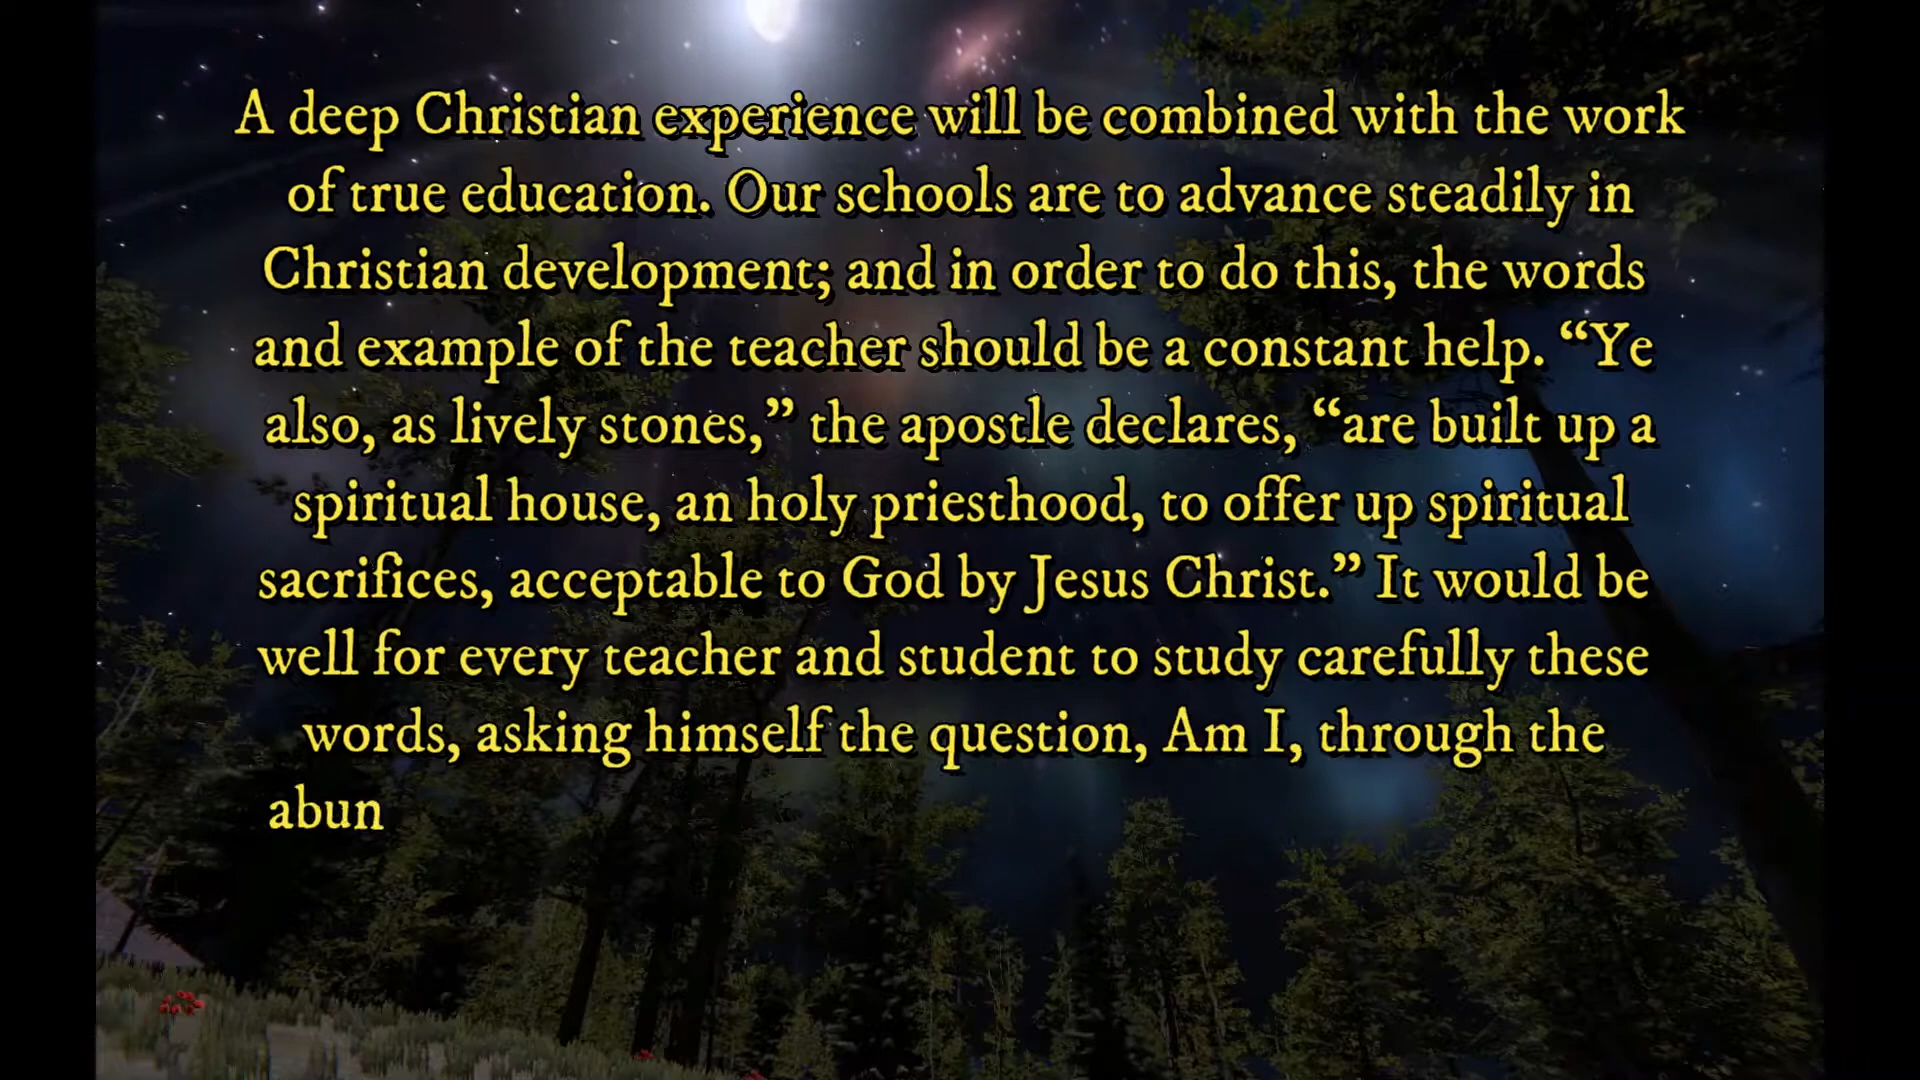 A deep Christian experience will be combined with the work
of true education. Our schools are to advance steadily in
Christian development; and in order to do this, the words
and example of the teacher should be a constant help. “Ye
also, as lively stones,” the apostle declares, “are built up a
spiritual house, an holy priesthood, to offer up spiritual
sacrifices, acceptable to God by Jesus Christ.” It would be
well for every teacher and student to study carefully these
words, asking himself the question, Am I, through the
abun